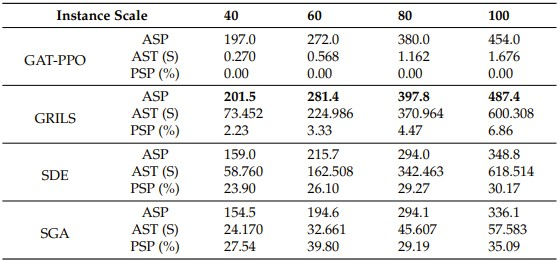 Instance Scale 40 60 80 100
GAT-PPO
ASP 197.0 272.0 380.0 454.0
AST (S) 0.270 0.568 1.162 1.676
PSP (%) 0.00 0.00 0.00 0.00
GRILS
ASP 201.5 281.4 397.8 487.4
AST (S) 73.452 224.986 370.964 600.308
PSP (%) 2.23 3.33 4.47 6.86
SDE
ASP 159.0 215.7 294.0 348.8
AST (S) 58.760 162.508 342.463 618.514
PSP (%) 23.90 26.10 29.27 30.17
SGA
ASP 154.5 194.6 294.1 336.1
AST (S) 24.170 32.661 45.607 57.583
PSP (%) 27.54 39.80 29.19 35.09